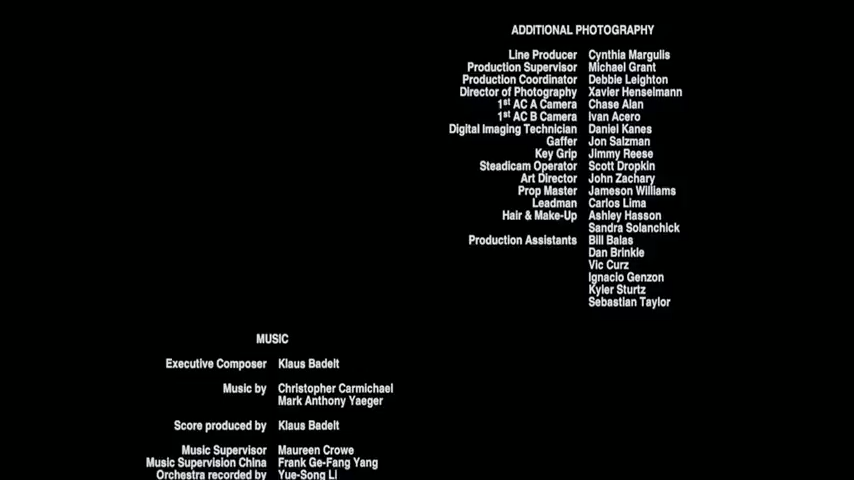 ADDITIONAL PHOTOGRAPHY
Line Producer Cynthia Margulis
Production Supervisor Michael Grant
Production Coordinator Debbie Leighton
Director of Photography Xavier Henselmann
1st AC A Camera Chase Alan
1st AC B Camera Ivan Acero
Digital Imaging Technician Daniel Kanes
Gaffer Jon Salzman
Key Grip Jimmy Reese
Steadicam Operator Scott Dropkin
Art Director John Zachary
Prop Master Jameson Williams
Leadman Carlos Lima
Hair & Make-Up Ashley Hasson
Sandra Solanchick
Production Assistants Bill Balas
Dan Brinkle
Vic Curz
Ignacio Genzon
Kyler Sturtz
Sebastian Taylor
MUSIC
Executive Composer Klaus Badelt
Music by Christopher Carmichael
Mark Anthony Yaeger
Score produced by Klaus Badelt
Music Supervisor Maureen Crowe
Music Supervision China Frank Ge-Fang Yang
Orchestra recorded by Yue-Song Li